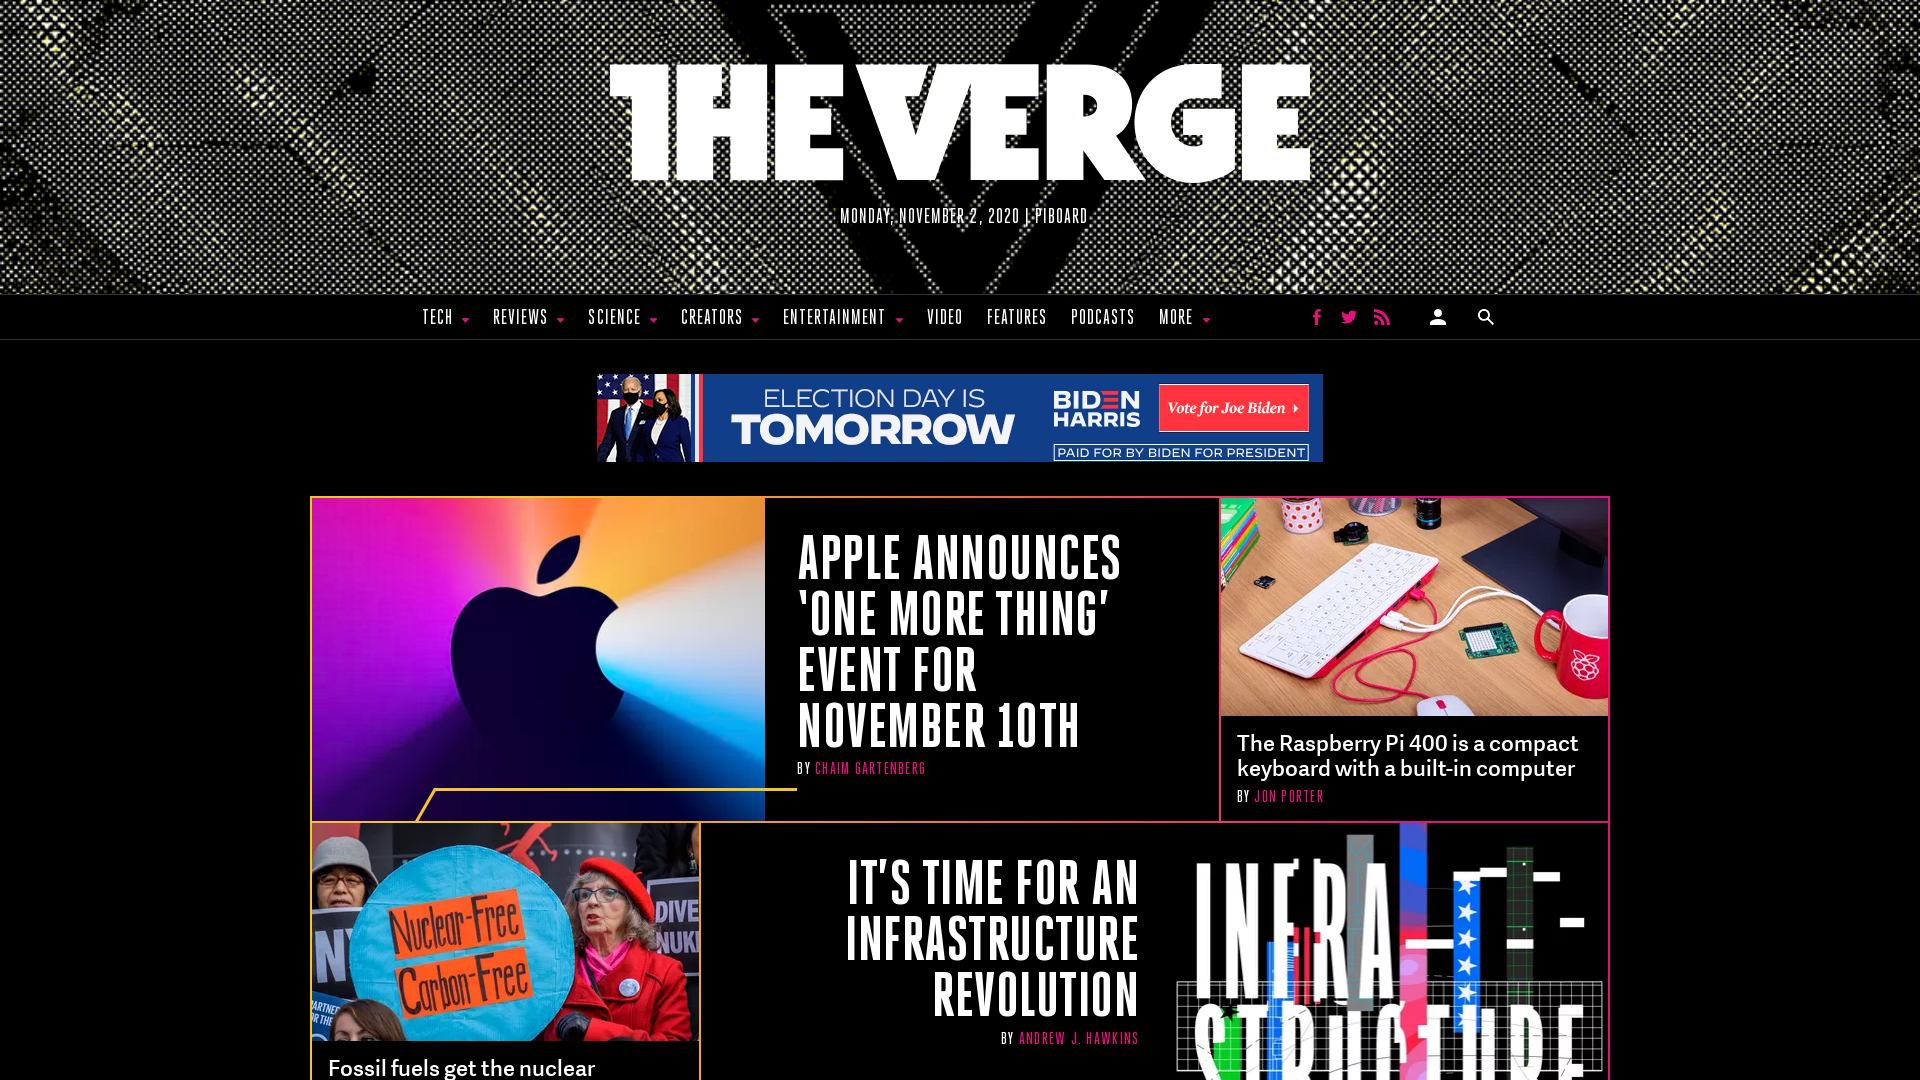 THE VERGE
MONDAY, NOVEMBER 2, 2020 | PIBOARD
TECH REVIEWS SCIENCE CREATORS ENTERTAINMENT VIDEO FEATURES PODCASTS MORE
ELECTION DAY IS
TOMORROW
BIDEN
HARRIS
Vote for Joe Biden
PAID FOR BY BIDEN FOR PRESIDENT
APPLE ANNOUNCES
‘ONE MORE THING’
EVENT FOR
NOVEMBER 10TH
BY CHAIM GARTENBERG
The Raspberry Pi 400 is a compact
keyboard with a built-in computer
BY JON PORTER
Nuclear-Free
Carbon-Free
IT’S TIME FOR AN
INFRASTRUCTURE
REVOLUTION
BY ANDREW J. HAWKINS
INFRA
STRUCTURE
Fossil fuels get the nuclear